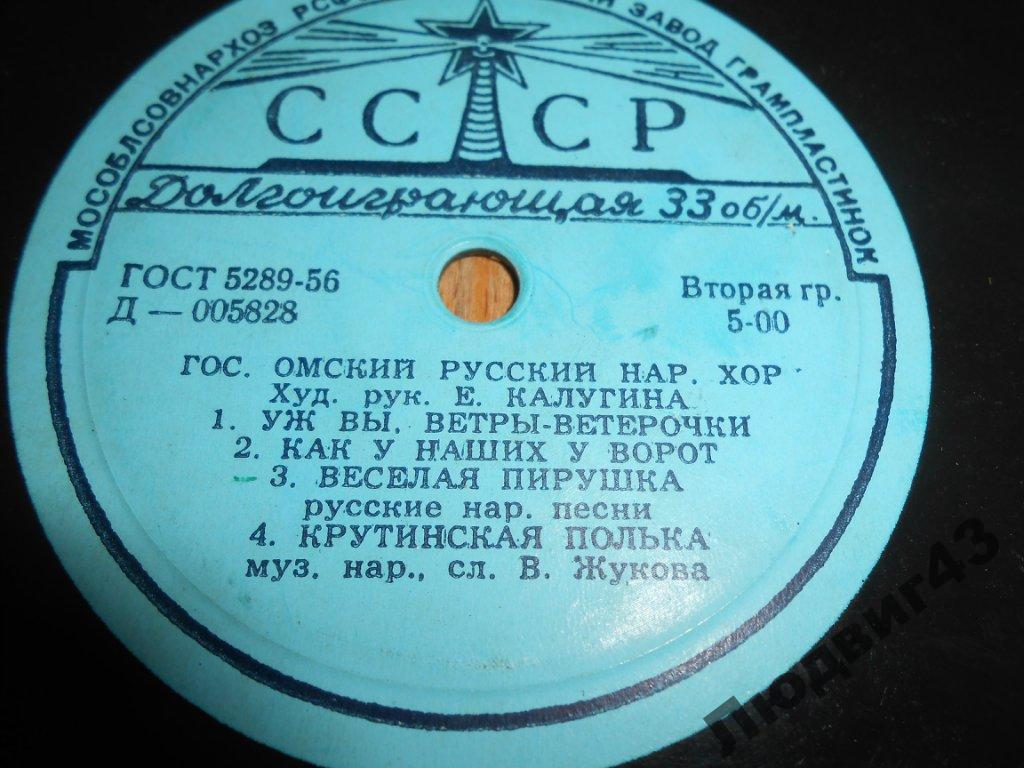 МОСОБЛСОВНАРХОЗ ЗАВОД ГРАМПЛАСТИНОК
СССР
Долгоиграющая 33 об/м.
ГОСТ 5289-56
Д — 005828
Вторая гр.
5-00
ГОС. ОМСКИЙ РУССКИЙ НАР. ХОР
Худ. рук. Е. КАЛУГИНА
1. УЖ ВЫ, ВЕТРЫ-ВЕТЕРОЧКИ
2. КАК У НАШИХ У ВОРОТ
3. ВЕСЕЛАЯ ПИРУШКА
русские нар. песни
4. КРУТИНСКАЯ ПОЛЬКА
муз. нар., сл. В. Жукова
Людвиг43